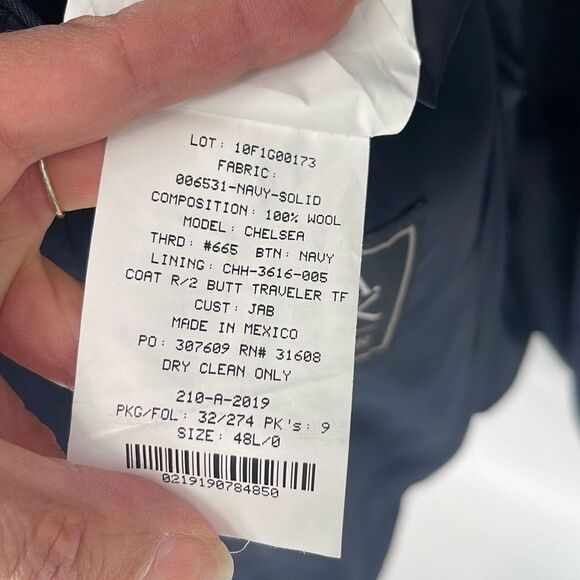 LOT: 10F1G00173
FABRIC:
006531-NAVY-SOLID
COMPOSITION: 100% WOOL
MODEL: CHELSEA
THRD: #665 BTN: NAVY
LINING: CHH-3616-005
COAT R/2 BUTT TRAVELER TF
CUST: JAB
MADE IN MEXICO
PO: 307609 RN# 31608
DRY CLEAN ONLY
210-A-2019
PKG/FOL: 32/274 PK's: 9
SIZE: 48L/0
0219190784850